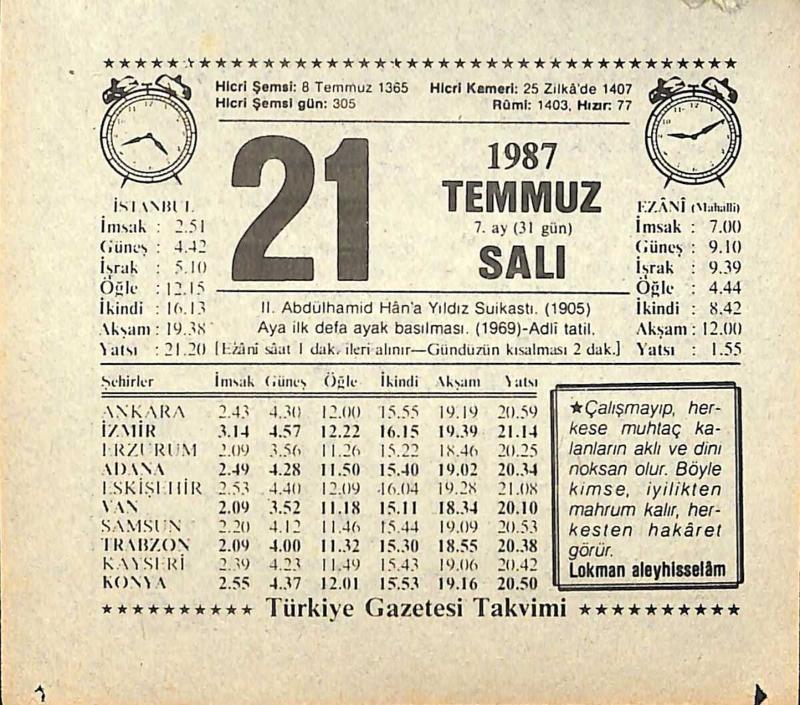 Hicri Şemsi: 8 Temmuz 1365 Hicri Kameri: 25 Zilkâ'de 1407
Hicri Şemsi gün: 305 Rûmi: 1403, Hızır: 77
21
1987
TEMMUZ
7. ay (31 gün)
SALI
İSTANBUL
İmsak : 2.51
Güneş : 4.42
İşrak : 5.10
Öğle : 12.15
İkindi : 16.13
Akşam : 19.38
Yatsı : 21.20
EZÂNÎ (Mahalli)
İmsak : 7.00
Güneş : 9.10
İşrak : 9.39
Öğle : 4.44
İkindi : 8.42
Akşam : 12.00
Yatsı : 1.55
II. Abdülhamid Hân'a Yıldız Suikastı. (1905)
Aya ilk defa ayak basılması. (1969)-Adlî tatil.
[Ezânî sâat 1 dak. ileri alınır—Gündüzün kısalması 2 dak.]
Şehirler İmsak Güneş Öğle İkindi Akşam Yatsı
ANKARA 2.43 4.30 12.00 15.55 19.19 20.59
İZMİR 3.14 4.57 12.22 16.15 19.39 21.14
ERZURUM 2.09 3.56 11.26 15.22 18.46 20.25
ADANA 2.49 4.28 11.50 15.40 19.02 20.34
ESKİŞEHİR 2.53 4.40 12.09 16.04 19.28 21.08
VAN 2.09 3.52 11.18 15.11 18.34 20.10
SAMSUN 2.20 4.12 11.46 15.44 19.09 20.53
TRABZON 2.09 4.00 11.32 15.30 18.55 20.38
KAYSERİ 2.39 4.23 11.49 15.43 19.06 20.42
KONYA 2.55 4.37 12.01 15.53 19.16 20.50
★Çalışmayıp, her-
kese muhtaç ka-
lanların aklı ve dini
noksan olur. Böyle
kimse, iyilikten
mahrum kalır, her-
kesten hakâret
görür.
Lokman aleyhisselâm
Türkiye Gazetesi Takvimi